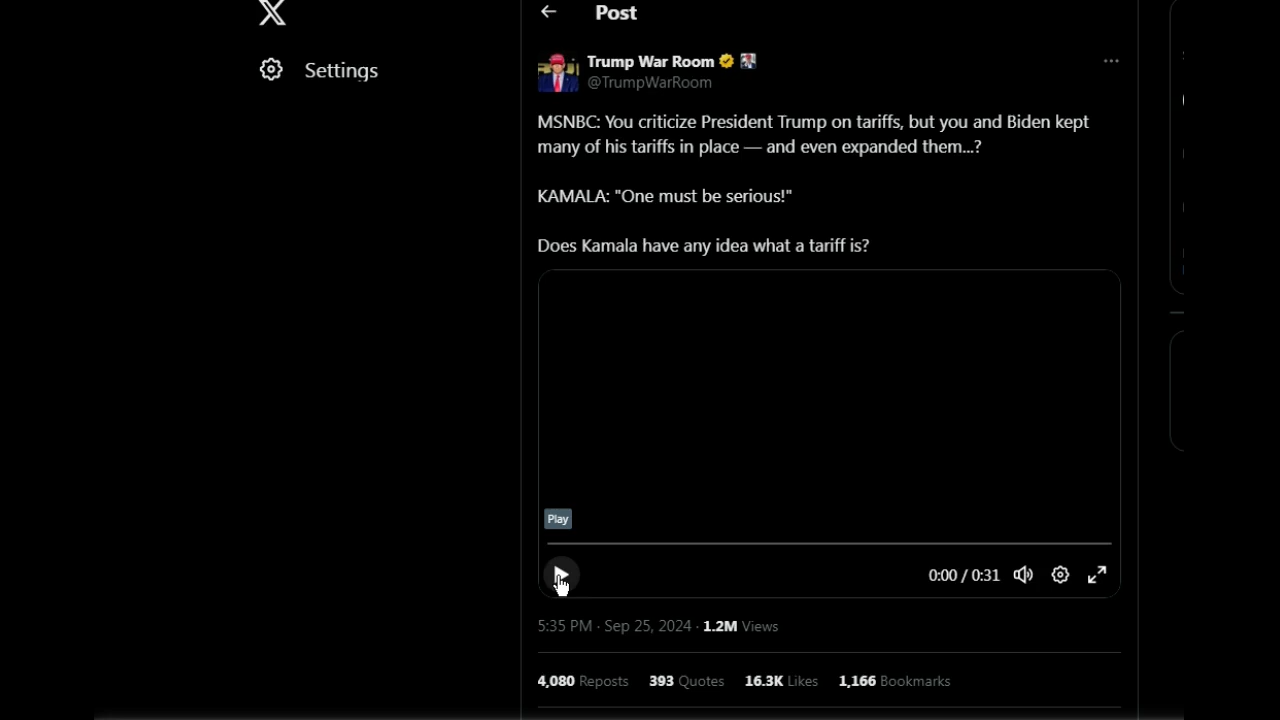 Post
Settings
Trump War Room
@TrumpWarRoom
MSNBC: You criticize President Trump on tariffs, but you and Biden kept
many of his tariffs in place — and even expanded them...?
KAMALA: "One must be serious!"
Does Kamala have any idea what a tariff is?
Play
0:00 / 0:31
5:35 PM · Sep 25, 2024 · 1.2M Views
4,080 Reposts 393 Quotes 16.3K Likes 1,166 Bookmarks